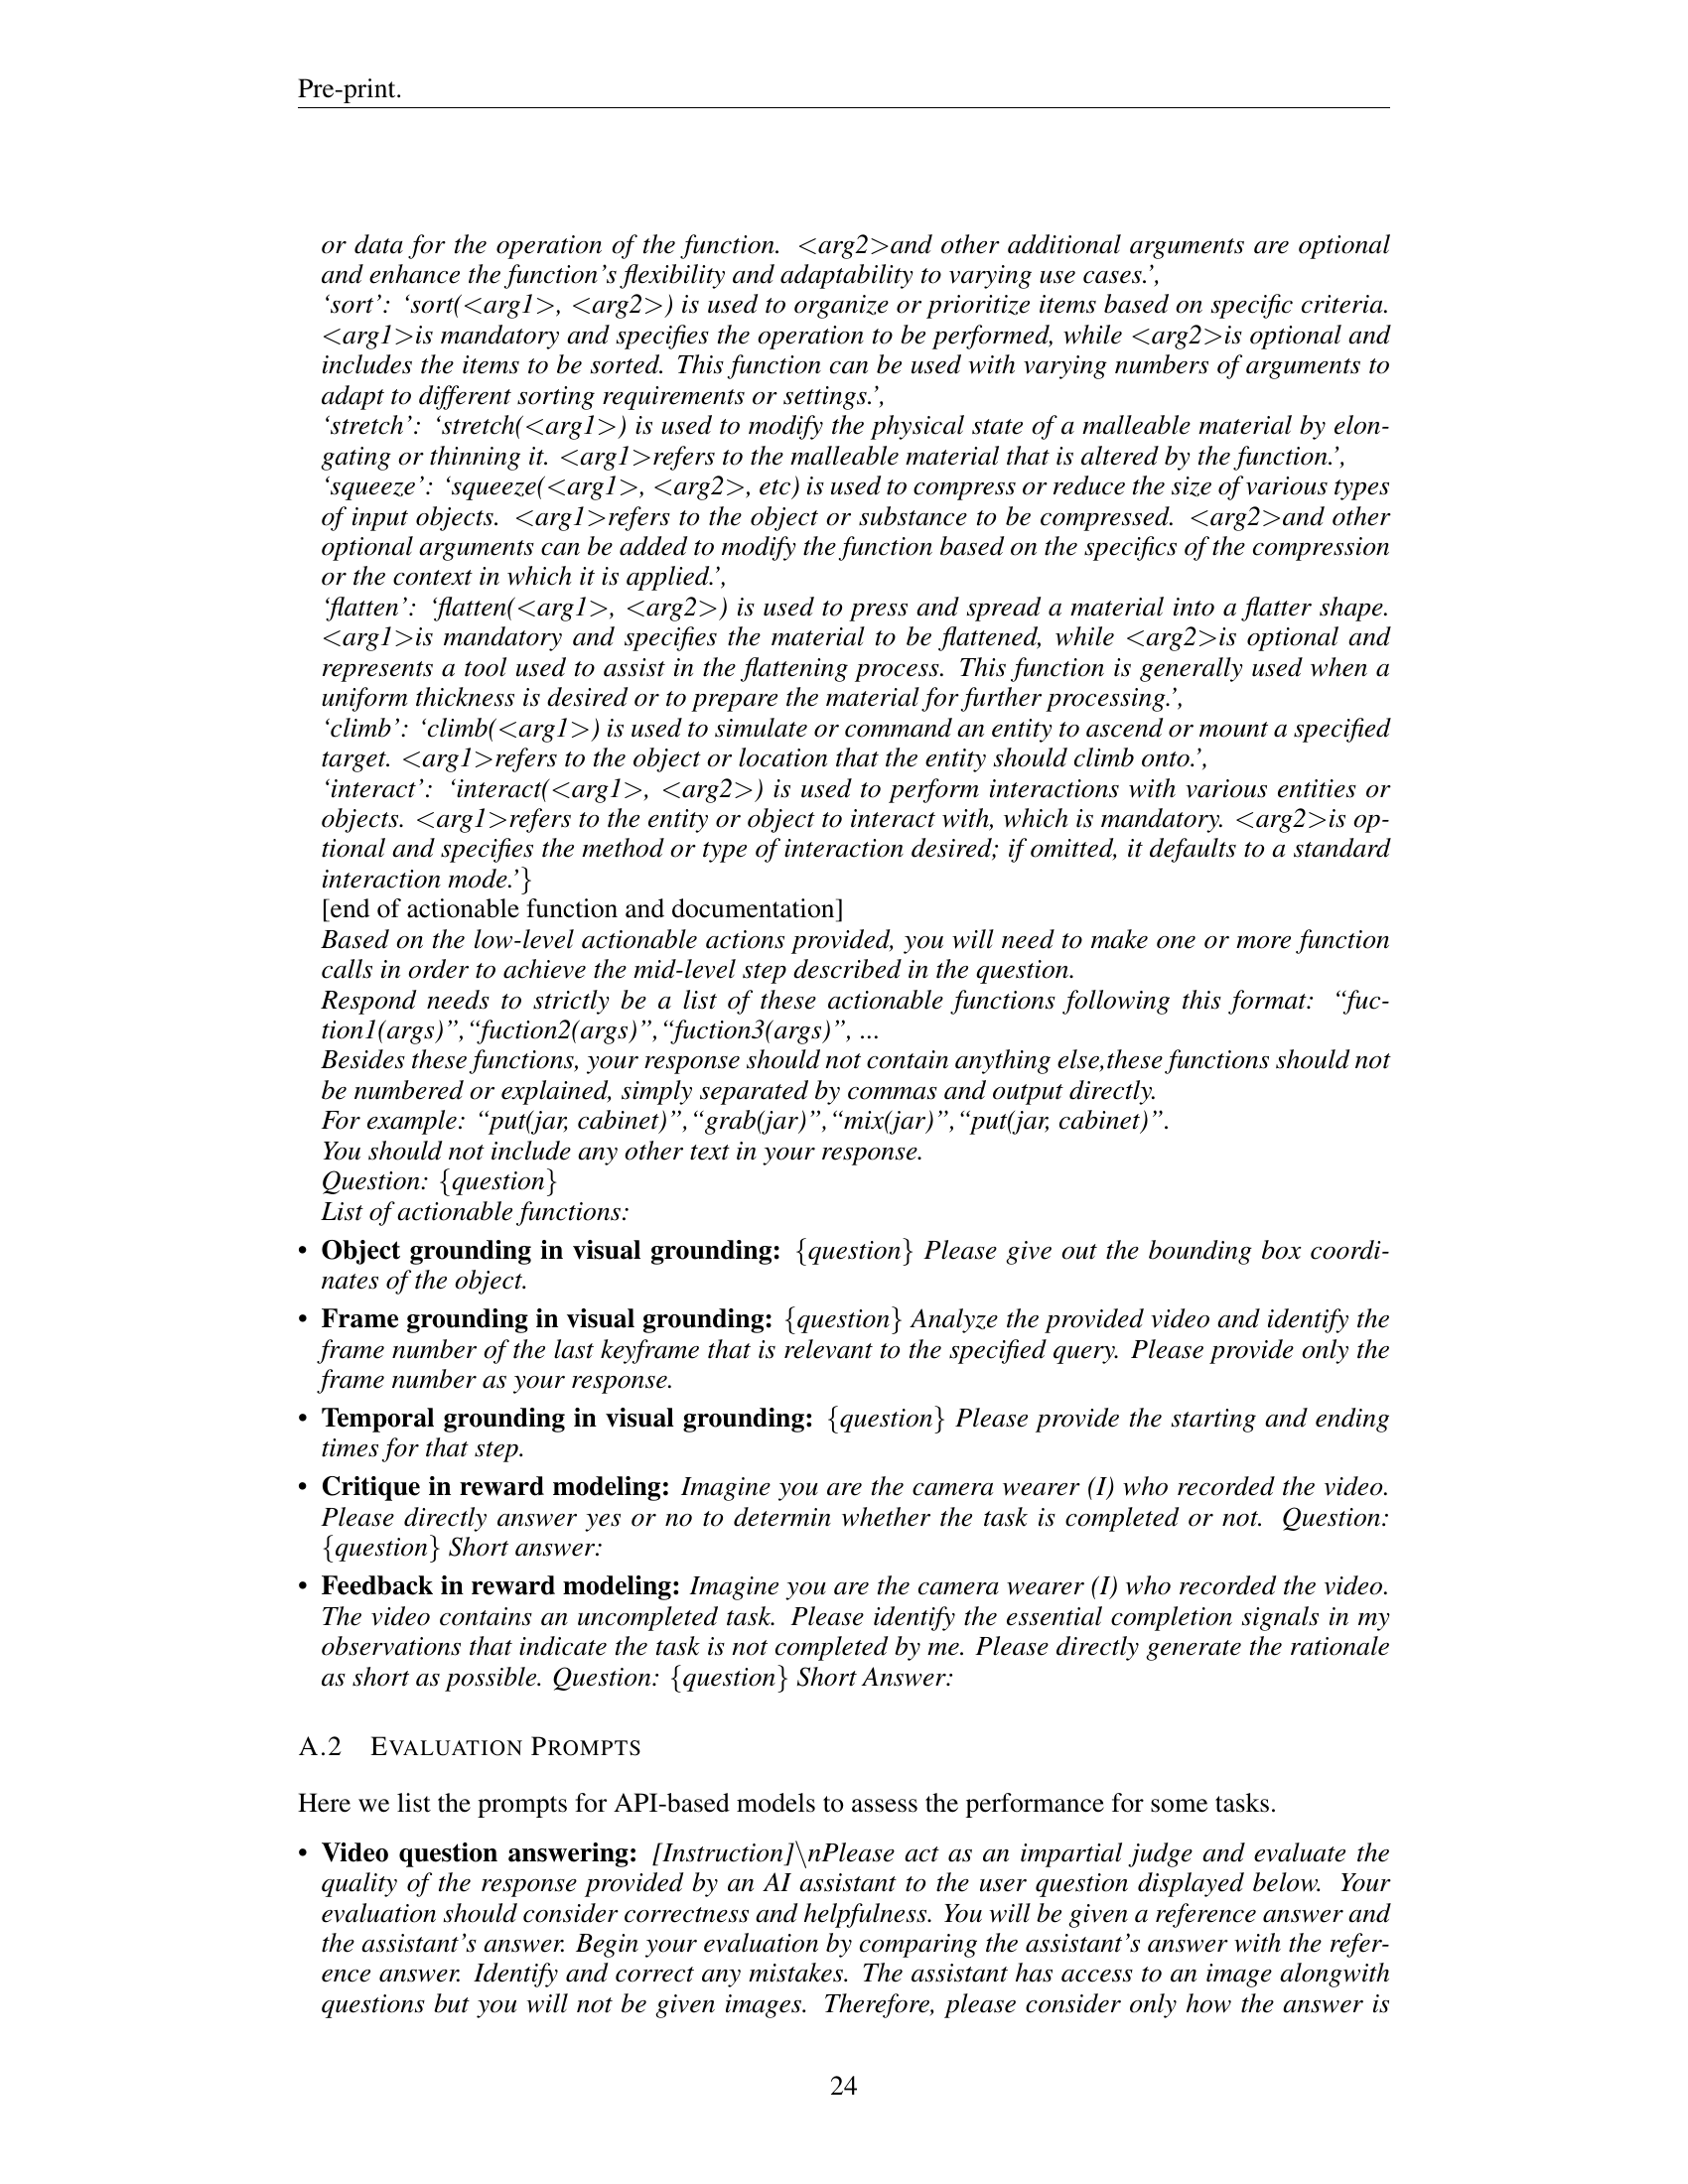 Pre-print.
or data for the operation of the function. <arg2>and other additional arguments are optional
and enhance the function’s flexibility and adaptability to varying use cases.’,
‘sort’: ‘sort(<arg1>, <arg2>) is used to organize or prioritize items based on specific criteria.
<arg1>is mandatory and specifies the operation to be performed, while <arg2>is optional and
includes the items to be sorted. This function can be used with varying numbers of arguments to
adapt to different sorting requirements or settings.’,
‘stretch’: ‘stretch(<arg1>) is used to modify the physical state of a malleable material by elon-
gating or thinning it. <arg1>refers to the malleable material that is altered by the function.’,
‘squeeze’: ‘squeeze(<arg1>, <arg2>, etc) is used to compress or reduce the size of various types
of input objects. <arg1>refers to the object or substance to be compressed. <arg2>and other
optional arguments can be added to modify the function based on the specifics of the compression
or the context in which it is applied.’,
‘flatten’: ‘flatten(<arg1>, <arg2>) is used to press and spread a material into a flatter shape.
<arg1>is mandatory and specifies the material to be flattened, while <arg2>is optional and
represents a tool used to assist in the flattening process. This function is generally used when a
uniform thickness is desired or to prepare the material for further processing.’,
‘climb’: ‘climb(<arg1>) is used to simulate or command an entity to ascend or mount a specified
target. <arg1>refers to the object or location that the entity should climb onto.’,
‘interact’: ‘interact(<arg1>, <arg2>) is used to perform interactions with various entities or
objects. <arg1>refers to the entity or object to interact with, which is mandatory. <arg2>is op-
tional and specifies the method or type of interaction desired; if omitted, it defaults to a standard
interaction mode.’}
[end of actionable function and documentation]
Based on the low-level actionable actions provided, you will need to make one or more function
calls in order to achieve the mid-level step described in the question.
Respond needs to strictly be a list of these actionable functions following this format: “fuc-
tion1(args)”,“fuction2(args)”,“fuction3(args)”, ...
Besides these functions, your response should not contain anything else,these functions should not
be numbered or explained, simply separated by commas and output directly.
For example: “put(jar, cabinet)”,“grab(jar)”,“mix(jar)”,“put(jar, cabinet)”.
You should not include any other text in your response.
Question: {question}
List of actionable functions:
• Object grounding in visual grounding: {question} Please give out the bounding box coordi-
nates of the object.
• Frame grounding in visual grounding: {question} Analyze the provided video and identify the
frame number of the last keyframe that is relevant to the specified query. Please provide only the
frame number as your response.
• Temporal grounding in visual grounding: {question} Please provide the starting and ending
times for that step.
• Critique in reward modeling: Imagine you are the camera wearer (I) who recorded the video.
Please directly answer yes or no to determin whether the task is completed or not. Question:
{question} Short answer:
• Feedback in reward modeling: Imagine you are the camera wearer (I) who recorded the video.
The video contains an uncompleted task. Please identify the essential completion signals in my
observations that indicate the task is not completed by me. Please directly generate the rationale
as short as possible. Question: {question} Short Answer:
A.2 EVALUATION PROMPTS
Here we list the prompts for API-based models to assess the performance for some tasks.
• Video question answering: [Instruction]\nPlease act as an impartial judge and evaluate the
quality of the response provided by an AI assistant to the user question displayed below. Your
evaluation should consider correctness and helpfulness. You will be given a reference answer and
the assistant’s answer. Begin your evaluation by comparing the assistant’s answer with the refer-
ence answer. Identify and correct any mistakes. The assistant has access to an image alongwith
questions but you will not be given images. Therefore, please consider only how the answer is
24